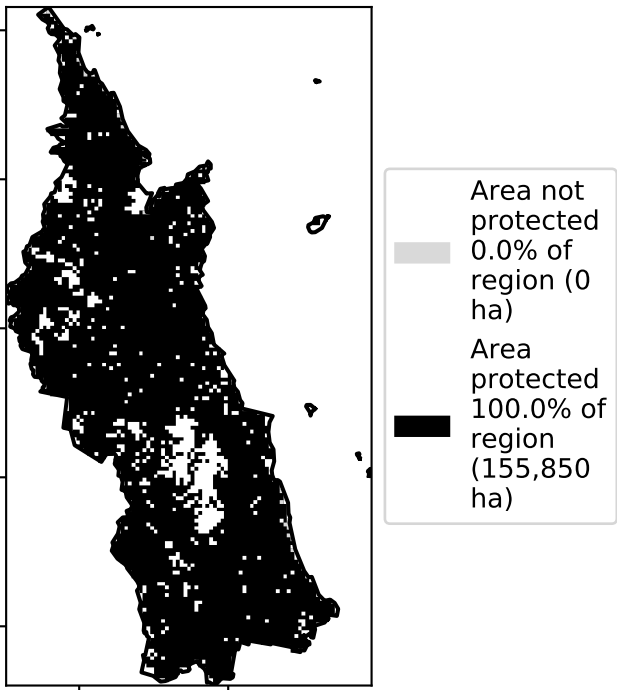 Area not
protected
0.0% of
region (0
ha)
Area
protected
100.0% of
region
(155,850
ha)